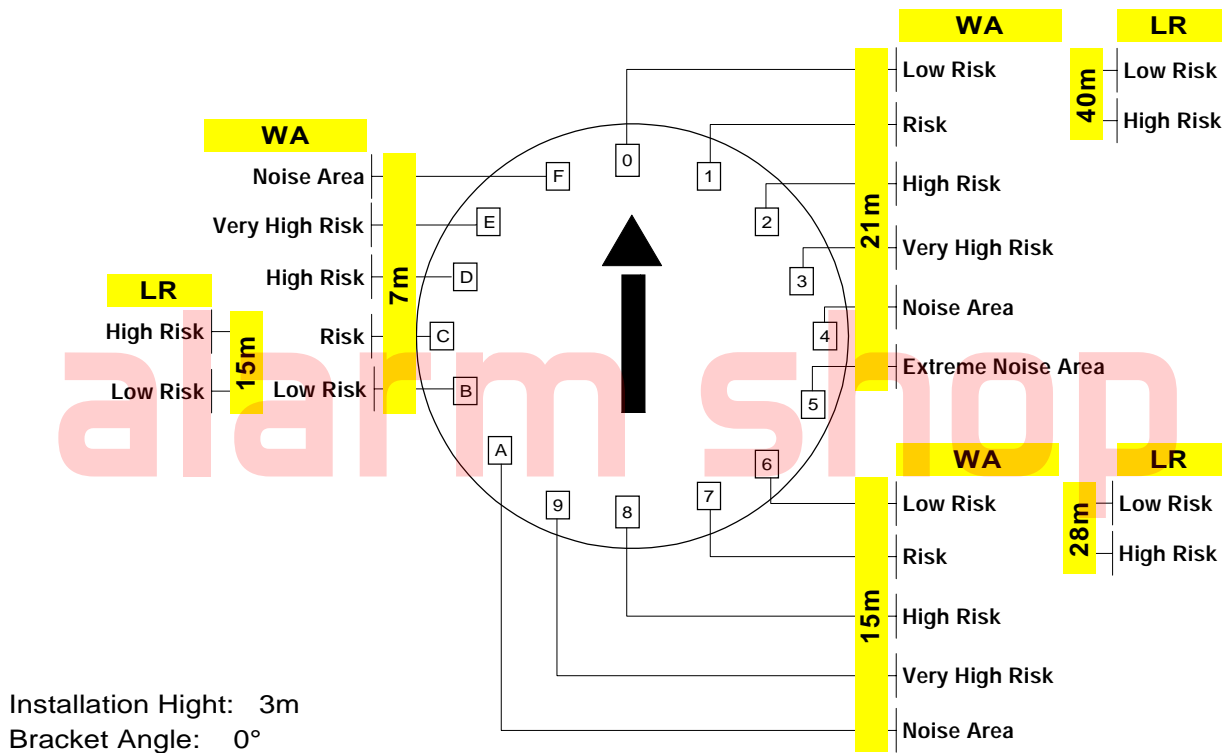 WA LR
Low Risk
Risk
High Risk
Very High Risk
Noise Area
Extreme Noise Area
21m
40m
Low Risk
High Risk
WA
Noise Area
Very High Risk
High Risk
Risk
Low Risk
7m
LR
High Risk
Low Risk
15m
0
1
2
3
4
5
6
7
8
9
A
B
C
D
E
F
alarm shop
WA LR
Low Risk
Risk
High Risk
Very High Risk
Noise Area
15m
28m
Low Risk
High Risk
Installation Hight: 3m
Bracket Angle: 0°